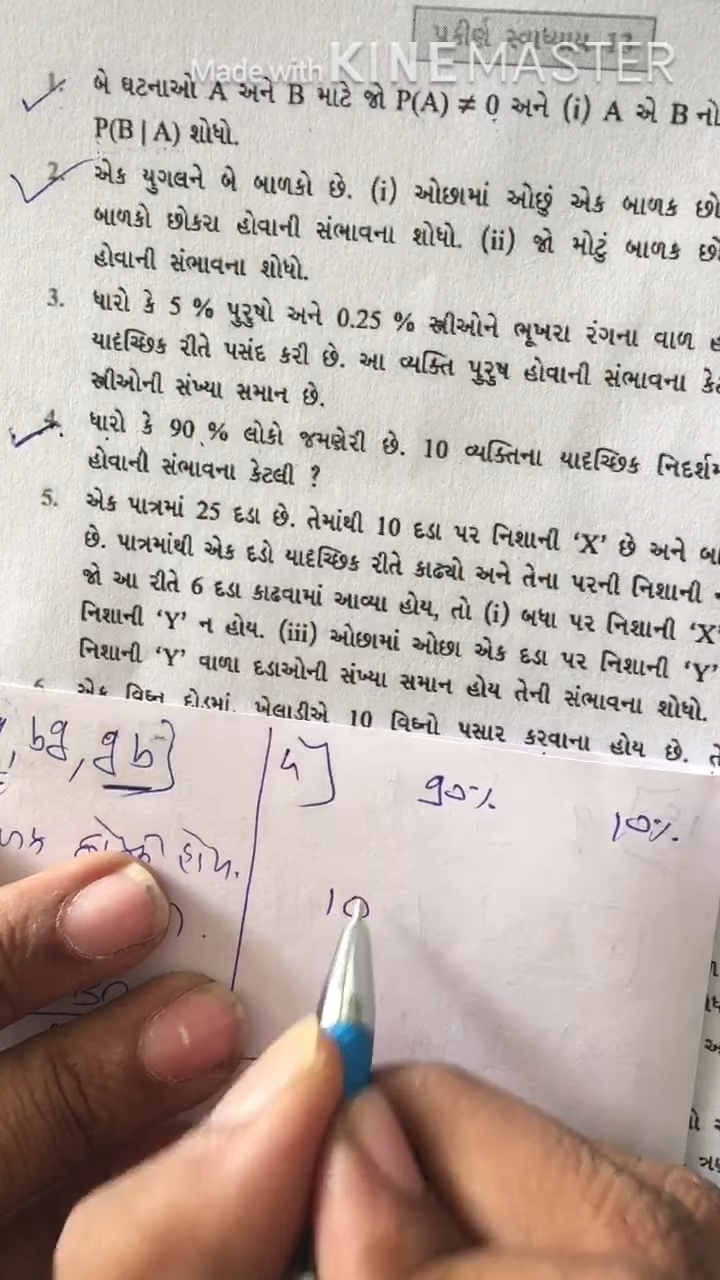 પ્રકીર્ણ સ્વાધ્યાય
Made with KINEMASTER
1. બે ઘટનાઓ A અને B માટે જો P(A) ≠ 0 અને (i) A એ B નો
P(B | A) શોધો.
2. એક યુગલને બે બાળકો છે. (i) ઓછામાં ઓછું એક બાળક
બાળકો છોકરા હોવાની સંભાવના શોધો. (ii) જો મોટું બાળક
હોવાની સંભાવના શોધો.
3. ધારો કે 5 % પુરુષો અને 0.25 % સ્ત્રીઓને ભૂખરા રંગના વાળ
યાદચ્છિક રીતે પસંદ કરી છે. આ વ્યક્તિ પુરુષ હોવાની સંભાવના
સ્ત્રીઓની સંખ્યા સમાન છે.
4. ધારો કે 90 % લોકો જમણેરી છે. 10 વ્યક્તિના યાદચ્છિક
હોવાની સંભાવના કેટલી ?
5. એક પાત્રમાં 25 દડા છે. તેમાંથી 10 દડા પર નિશાની ‘X’ છે અને
છે. પાત્રમાંથી એક દડો યાદચ્છિક રીતે કાઢ્યો અને તેના પરની નિશાની
જો આ રીતે 6 દડા કાઢવામાં આવ્યા હોય, તો (i) બધા પર નિશાની ‘X’
નિશાની ‘Y’ ન હોય. (iii) ઓછામાં ઓછા એક દડા પર નિશાની ‘Y’
નિશાની ‘Y’ વાળા દડાઓની સંખ્યા સમાન હોય તેની સંભાવના શોધો.
6. એક વિઘ્ન દોડમાં, ખેલાડીએ 10 વિઘ્નો પસાર કરવાના હોય છે.
, bg, gb}
4] 90% 10%
હોય.
10